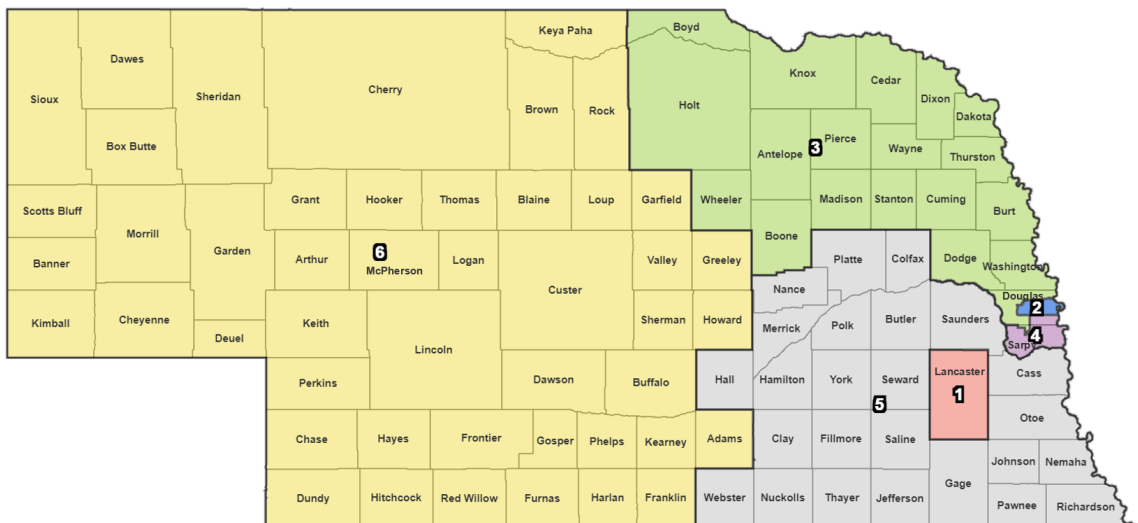 Boyd
Keya Paha
Dawes
Knox
Cedar
Cherry
Sioux
Sheridan
Dixon
Holt
Brown
Rock
Dakota
Pierce
3
Box Butte
Wayne
Antelope
Thurston
Grant
Hooker
Thomas
Blaine
Loup
Garfield
Wheeler
Madison
Stanton
Cuming
Scotts Bluff
Burt
Morrill
Boone
Garden
6
Arthur
McPherson
Logan
Valley
Greeley
Platte
Colfax
Dodge
Banner
Washington
Custer
Nance
Douglas
2
Kimball
Cheyenne
Keith
Sherman
Howard
Merrick
Polk
Butler
Saunders
4
Deuel
Lincoln
Sarpy
Perkins
Dawson
Buffalo
Hall
Hamilton
York
Seward
Lancaster
Cass
1
5
Otoe
Chase
Hayes
Frontier
Gosper
Phelps
Kearney
Adams
Clay
Fillmore
Saline
Johnson
Nemaha
Gage
Dundy
Hitchcock
Red Willow
Furnas
Harlan
Franklin
Webster
Nuckolls
Thayer
Jefferson
Pawnee
Richardson